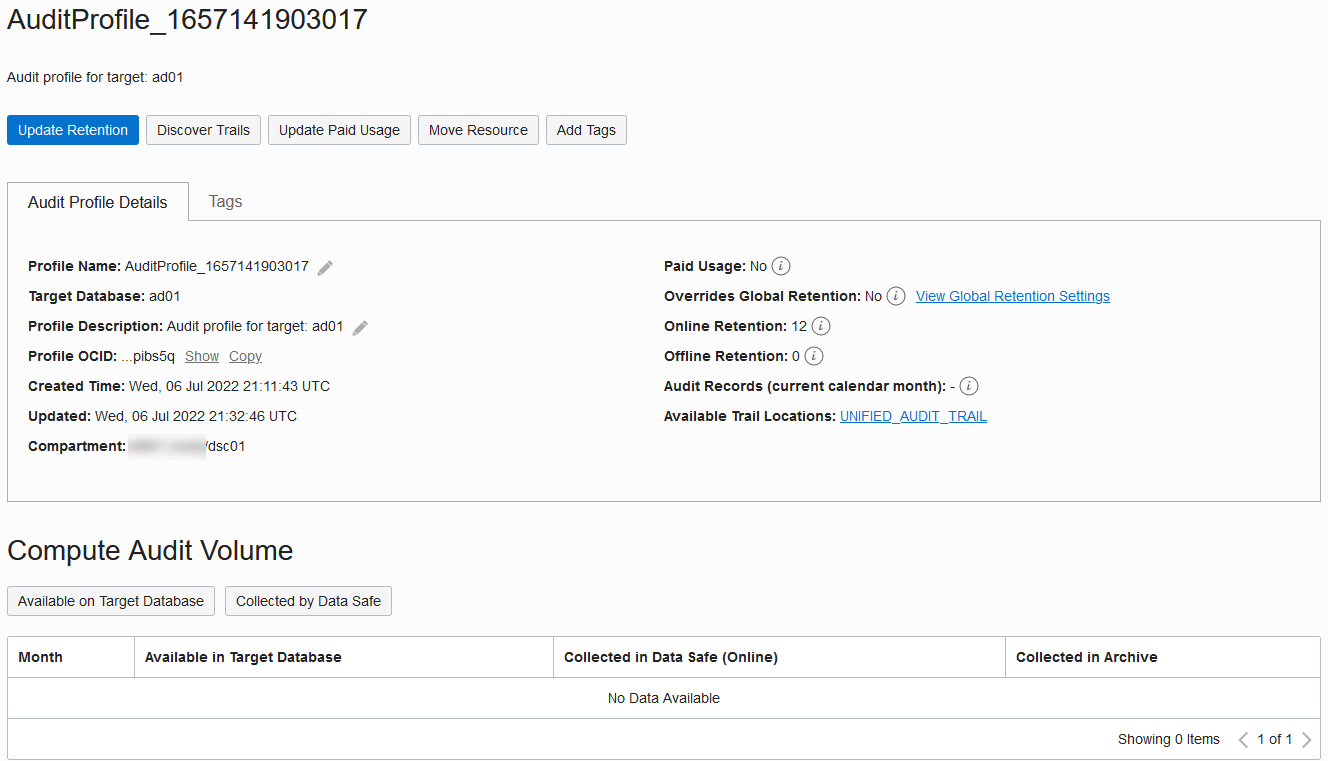 AuditProfile_1657141903017
Audit profile for target: ad01
Update Retention Discover Trails Update Paid Usage Move Resource Add Tags
Audit Profile Details Tags
Profile Name: AuditProfile_1657141903017
Target Database: ad01
Profile Description: Audit profile for target: ad01
Profile OCID: ...pibs5q Show Copy
Created Time: Wed, 06 Jul 2022 21:11:43 UTC
Updated: Wed, 06 Jul 2022 21:32:46 UTC
Compartment: /dsc01
Paid Usage: No
Overrides Global Retention: No View Global Retention Settings
Online Retention: 12
Offline Retention: 0
Audit Records (current calendar month): -
Available Trail Locations: UNIFIED_AUDIT_TRAIL
Compute Audit Volume
Available on Target Database Collected by Data Safe
Month Available in Target Database Collected in Data Safe (Online) Collected in Archive
No Data Available
Showing 0 Items 1 of 1